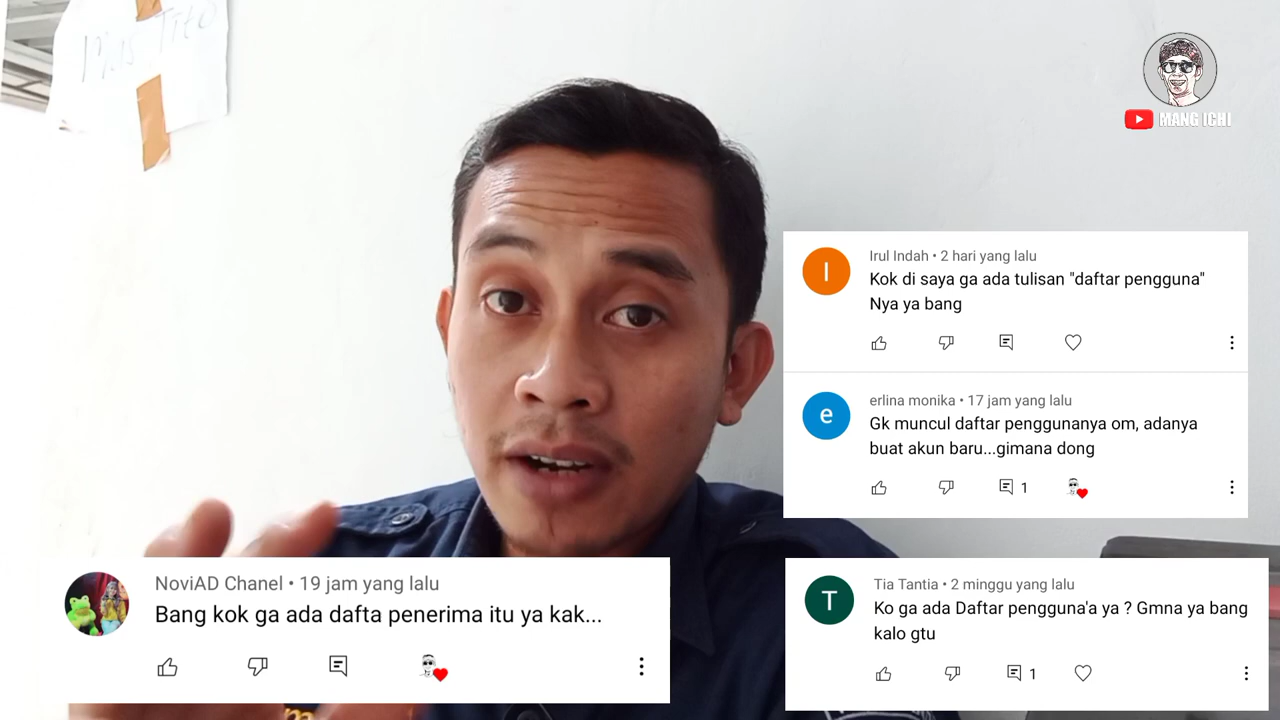 Tito
MANG ICHI
Irul Indah • 2 hari yang lalu
Kok di saya ga ada tulisan "daftar pengguna"
Nya ya bang
erlina monika • 17 jam yang lalu
Gk muncul daftar penggunanya om, adanya
buat akun baru...gimana dong
1
NoviAD Chanel • 19 jam yang lalu
Bang kok ga ada dafta penerima itu ya kak...
Tia Tantia • 2 minggu yang lalu
Ko ga ada Daftar pengguna'a ya ? Gmna ya bang
kalo gtu
1